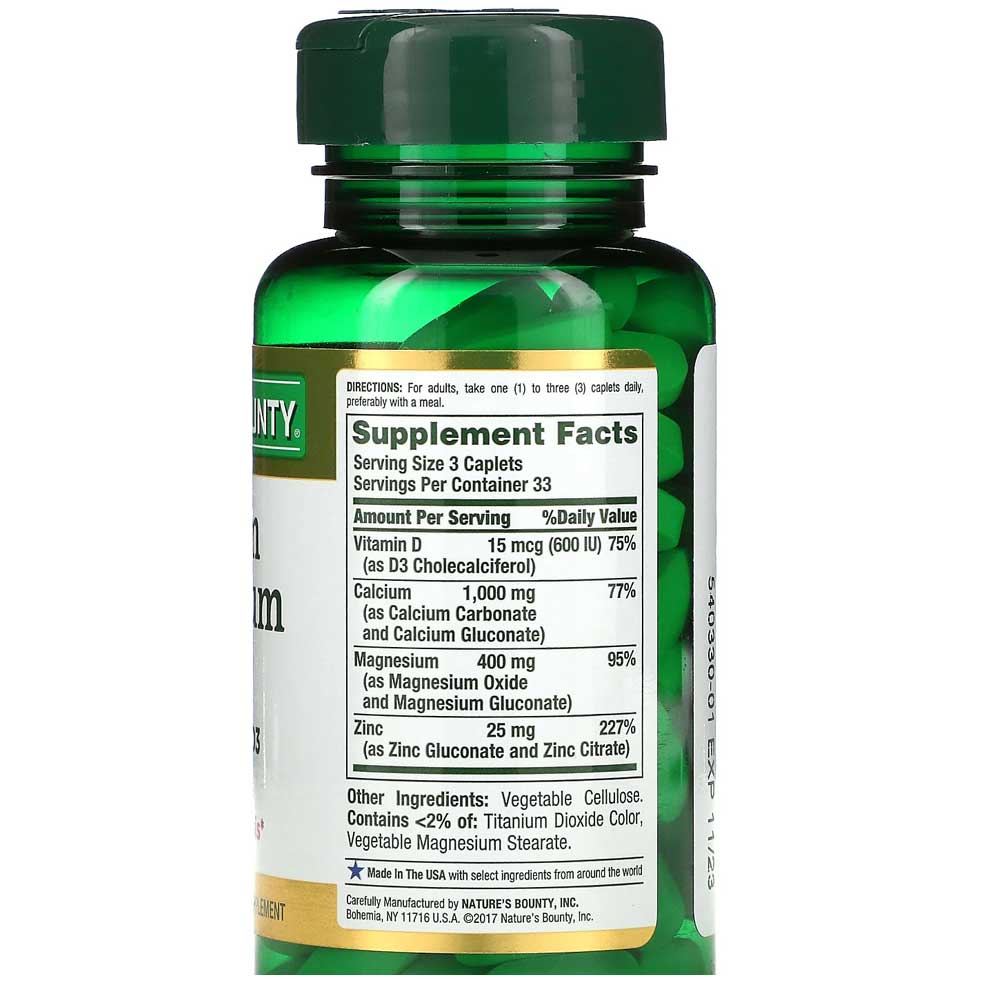 DIRECTIONS: For adults, take one (1) to three (3) caplets daily,
preferably with a meal.
Supplement Facts
Serving Size 3 Caplets
Servings Per Container 33
Amount Per Serving %Daily Value
Vitamin D 15 mcg (600 IU) 75%
(as D3 Cholecalciferol)
Calcium 1,000 mg 77%
(as Calcium Carbonate
and Calcium Gluconate)
Magnesium 400 mg 95%
(as Magnesium Oxide
and Magnesium Gluconate)
Zinc 25 mg 227%
(as Zinc Gluconate and Zinc Citrate)
Other Ingredients: Vegetable Cellulose.
Contains <2% of: Titanium Dioxide Color,
Vegetable Magnesium Stearate.
Made In The USA with select ingredients from around the world
Carefully Manufactured by NATURE'S BOUNTY, INC.
Bohemia, NY 11716 U.S.A. ©2017 Nature's Bounty, Inc.
540330-01 EXP 11/23